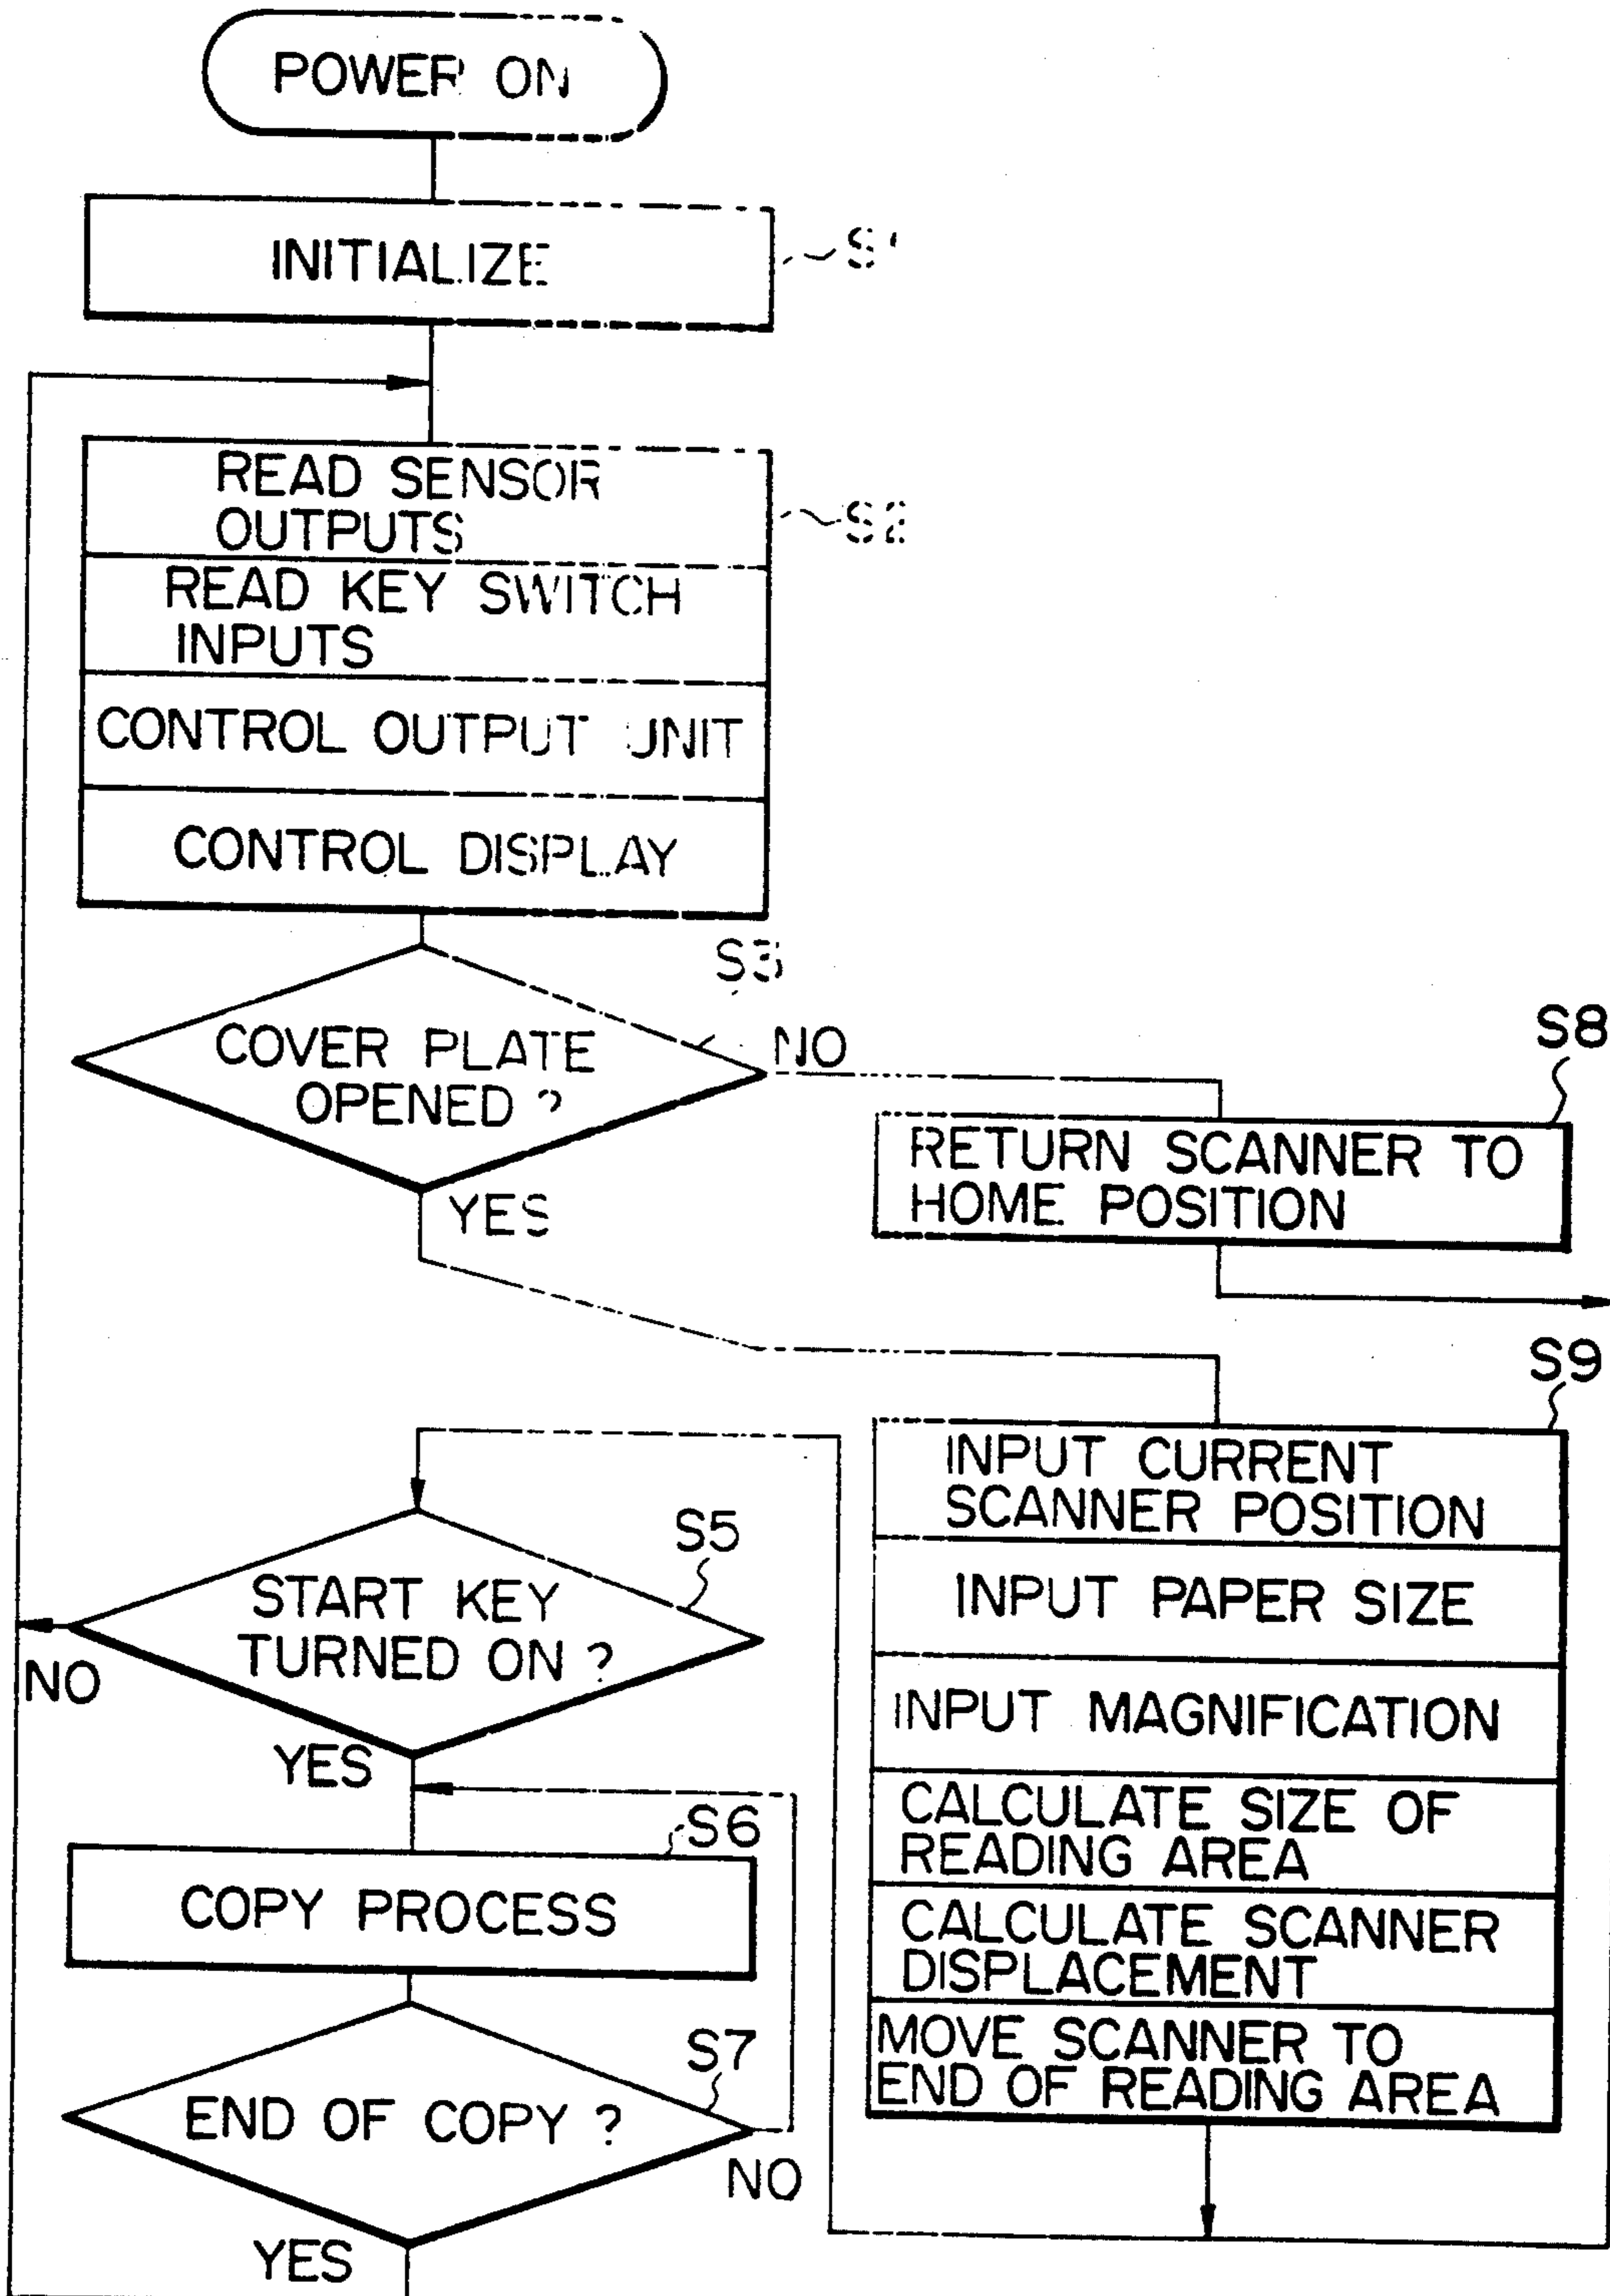 POWER ON
INITIALIZE
READ SENSOR
OUTPUTS
S2
READ KEY SWITCH
INPUTS
CONTROL OUTPUT UNIT
CONTROL DISPLAY
S3
COVER PLATE
OPENED ?
NO
YES
S8
RETURN SCANNER TO
HOME POSITION
S9
INPUT CURRENT
SCANNER POSITION
INPUT PAPER SIZE
INPUT MAGNIFICATION
CALCULATE SIZE OF
READING AREA
CALCULATE SCANNER
DISPLACEMENT
MOVE SCANNER TO
END OF READING AREA
S5
START KEY
TURNED ON ?
NO
YES
S6
COPY PROCESS
S7
END OF COPY ?
NO
YES